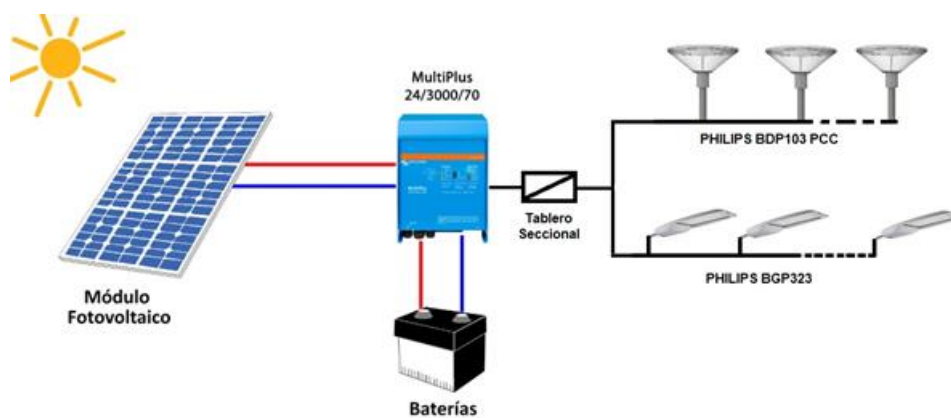 MultiPlus
24/3000/70
PHILIPS BDP103 PCC
Tablero
Seccional
PHILIPS BGP323
Módulo
Fotovoltaico
Baterías